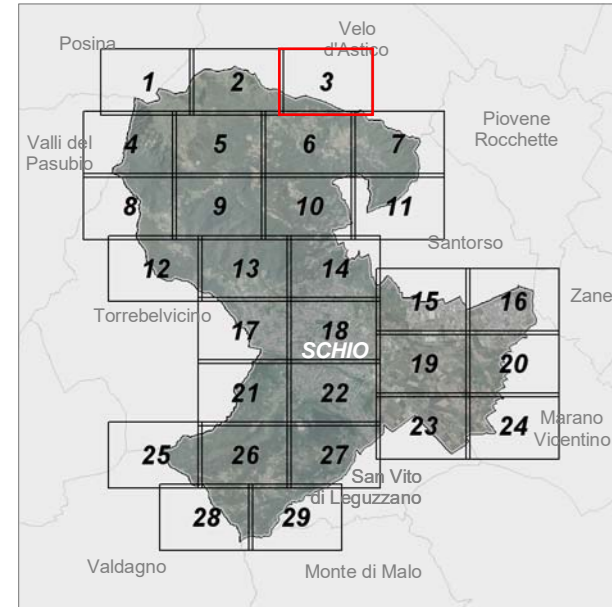 Posina
Velo
d'Astico
1
2
3
Valli del
Pasubio
4
5
6
7
Piovene
Rocchette
8
9
10
11
Santorso
12
13
14
15
16
Zane
Torrebelvicino
17
18
SCHIO
19
20
21
22
23
24
Marano
Vicentino
25
26
27
San Vito
di Leguzzano
28
29
Valdagno
Monte di Malo